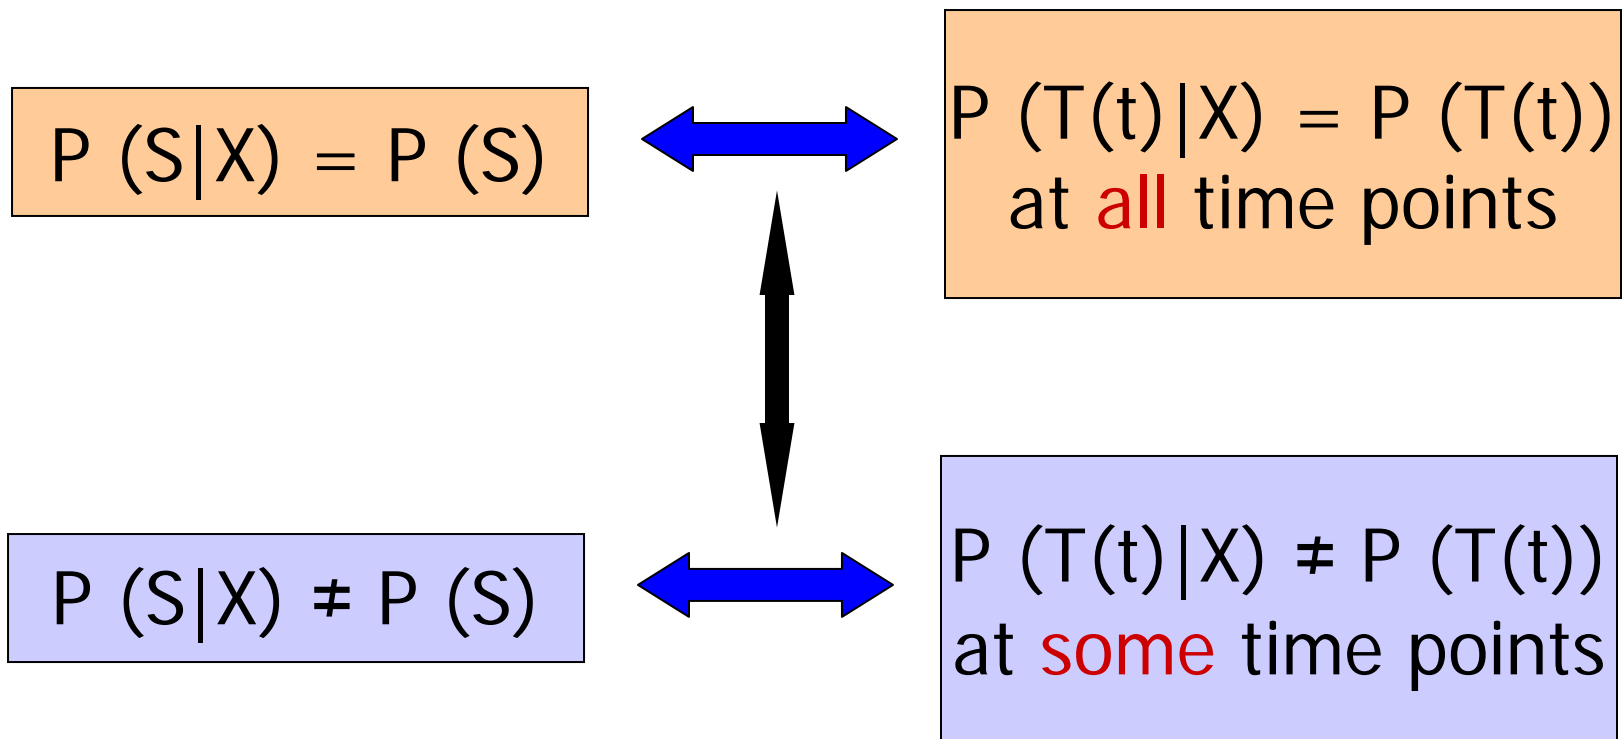 P (S|X) = P (S)
P (T(t)|X) = P (T(t))
at all time points
P (S|X) ≠ P (S)
P (T(t)|X) ≠ P (T(t))
at some time points